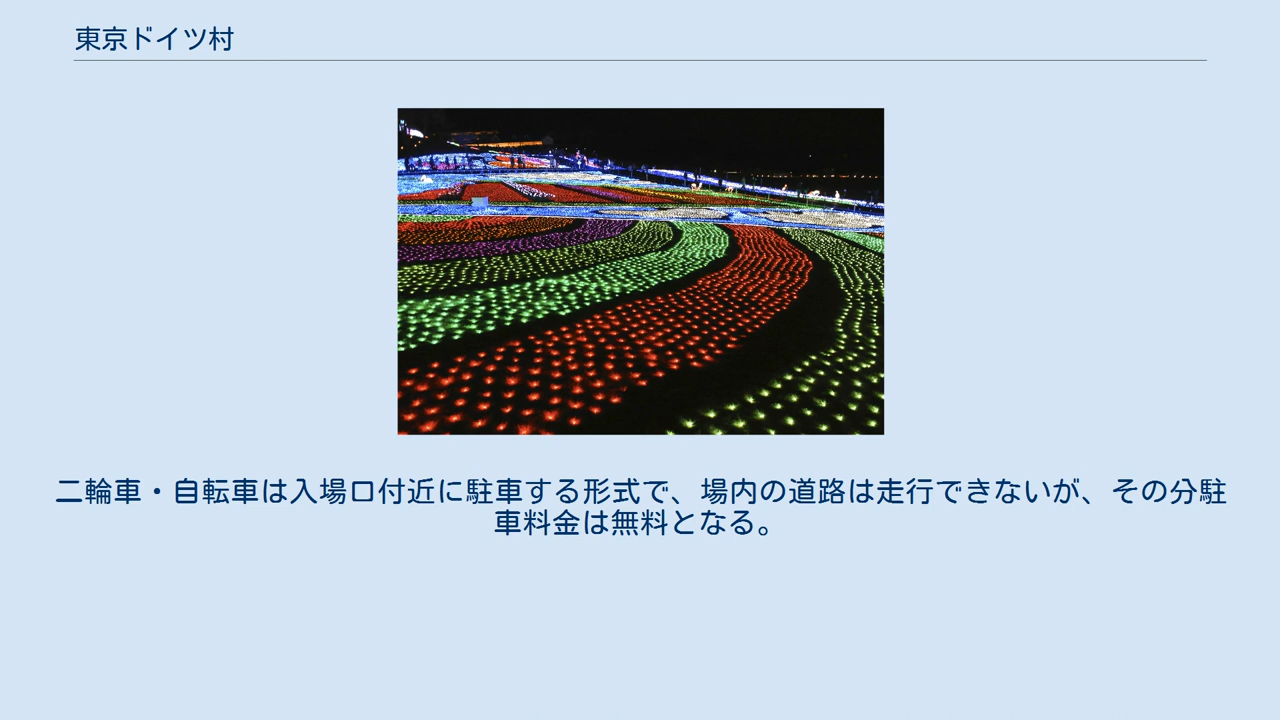 東京ドイツ村
二輪車・自転車は入場口付近に駐車する形式で、場内の道路は走行できないが、その分駐
車料金は無料となる。